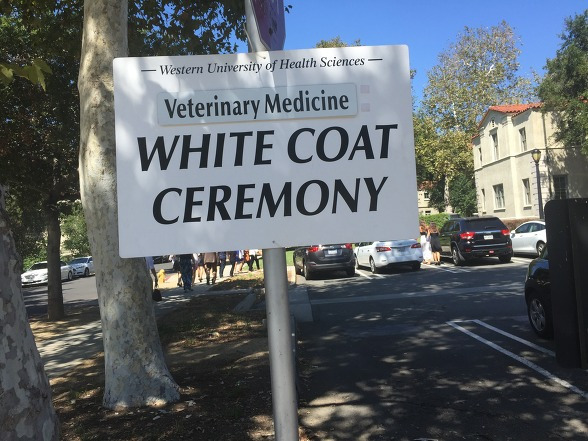 — Western University of Health Sciences —
Veterinary Medicine
WHITE COAT
CEREMONY